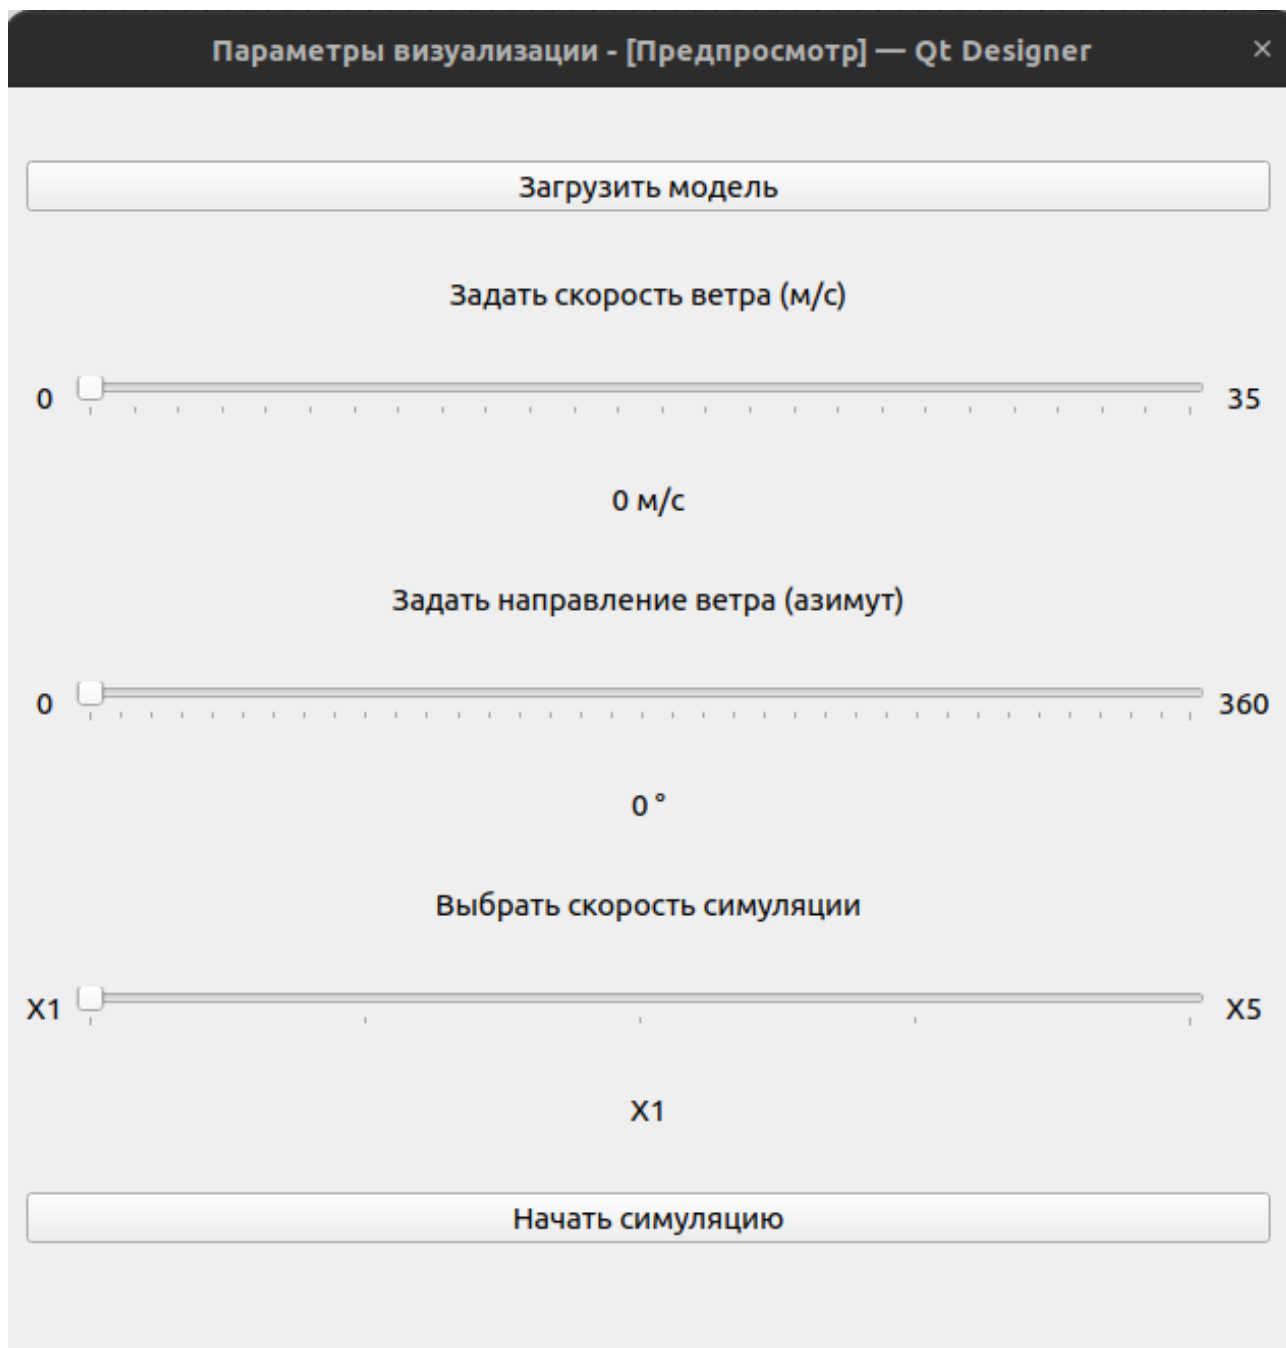 Параметры визуализации - [Предпросмотр] — Qt Designer
Загрузить модель
Задать скорость ветра (м/с)
0 35
0 м/с
Задать направление ветра (азимут)
0 360
0 °
Выбрать скорость симуляции
X1 X5
X1
Начать симуляцию